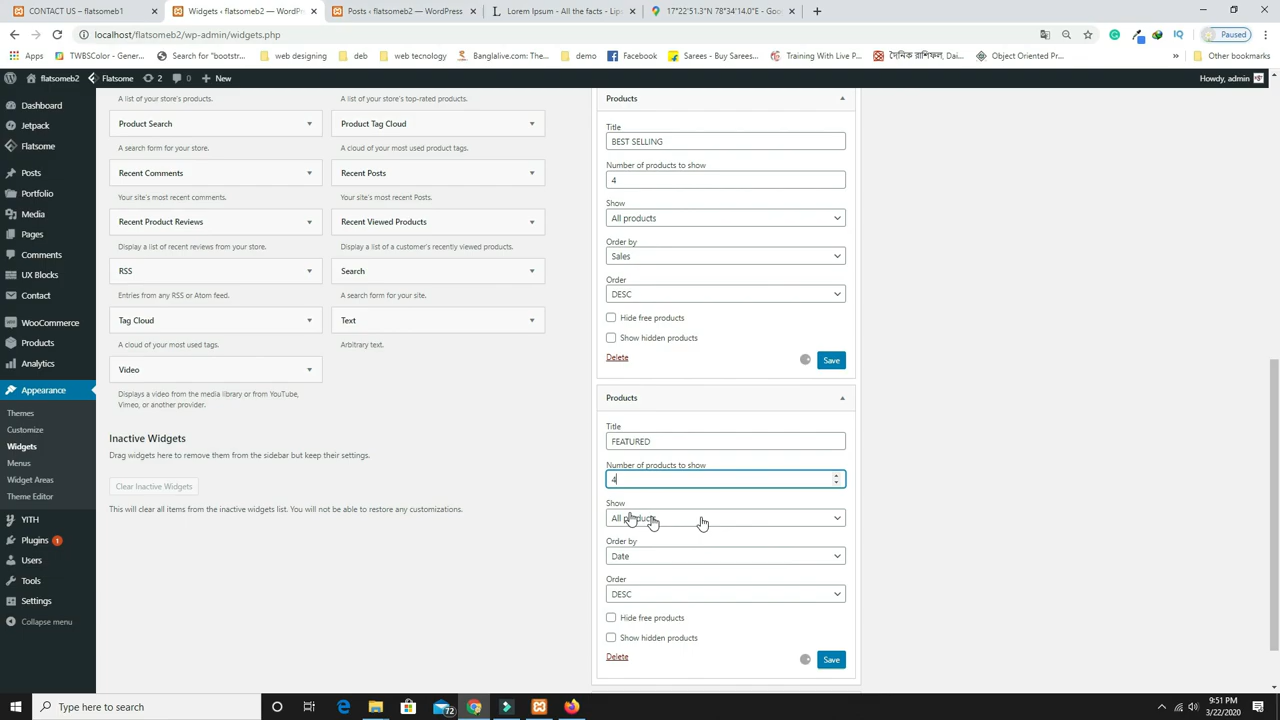 CONTACT US ‹ flatsomeb2 — WordPr
Widgets ‹ flatsomeb2 — WordPr
Posts ‹ flatsomeb2 — WordPress
Lorem Ipsum - All the facts - Lip
17°22'51.3"N 78°34'14.0"E - Goo
localhost/flatsomeb2/wp-admin/widgets.php
Paused
Apps
TWBSColor - Gener...
Search for "bootstr...
web designing
deb
web tecnology
Banglalive.com: The...
demo
Facebook
Sarees - Buy Sarees...
Training With Live P...
দৈনিক রাশিফল, Dai...
Object Oriented Pr...
»
Other bookmarks
flatsomeb2
Flatsome
2
0
New
Howdy, admin
Dashboard
Jetpack
Flatsome
Posts
Portfolio
Media
Pages
Comments
UX Blocks
Contact
WooCommerce
Products
Analytics
Appearance
Themes
Customize
Widgets
Menus
Widget Areas
Theme Editor
YITH
Plugins 1
Users
Tools
Settings
Collapse menu
A list of your store's products.
A list of your store's top-rated products.
Product Search
Product Tag Cloud
A search form for your store.
A cloud of your most used product tags.
Recent Comments
Recent Posts
Your site's most recent comments.
Your site's most recent Posts.
Recent Product Reviews
Recent Viewed Products
Display a list of recent reviews from your store.
Display a list of a customer's recently viewed products.
RSS
Search
Entries from any RSS or Atom feed.
A search form for your site.
Tag Cloud
Text
A cloud of your most used tags.
Arbitrary text.
Video
Displays a video from the media library or from YouTube,
Vimeo, or another provider.
Inactive Widgets
Drag widgets here to remove them from the sidebar but keep their settings.
Clear Inactive Widgets
This will clear all items from the inactive widgets list. You will not be able to restore any customizations.
Products
Title
BEST SELLING
Number of products to show
4
Show
All products
Order by
Sales
Order
DESC
Hide free products
Show hidden products
Delete
Save
Products
Title
FEATURED
Number of products to show
4
Show
All products
Order by
Date
Order
DESC
Hide free products
Show hidden products
Delete
Save
Type here to search
72
9:51 PM
3/22/2020